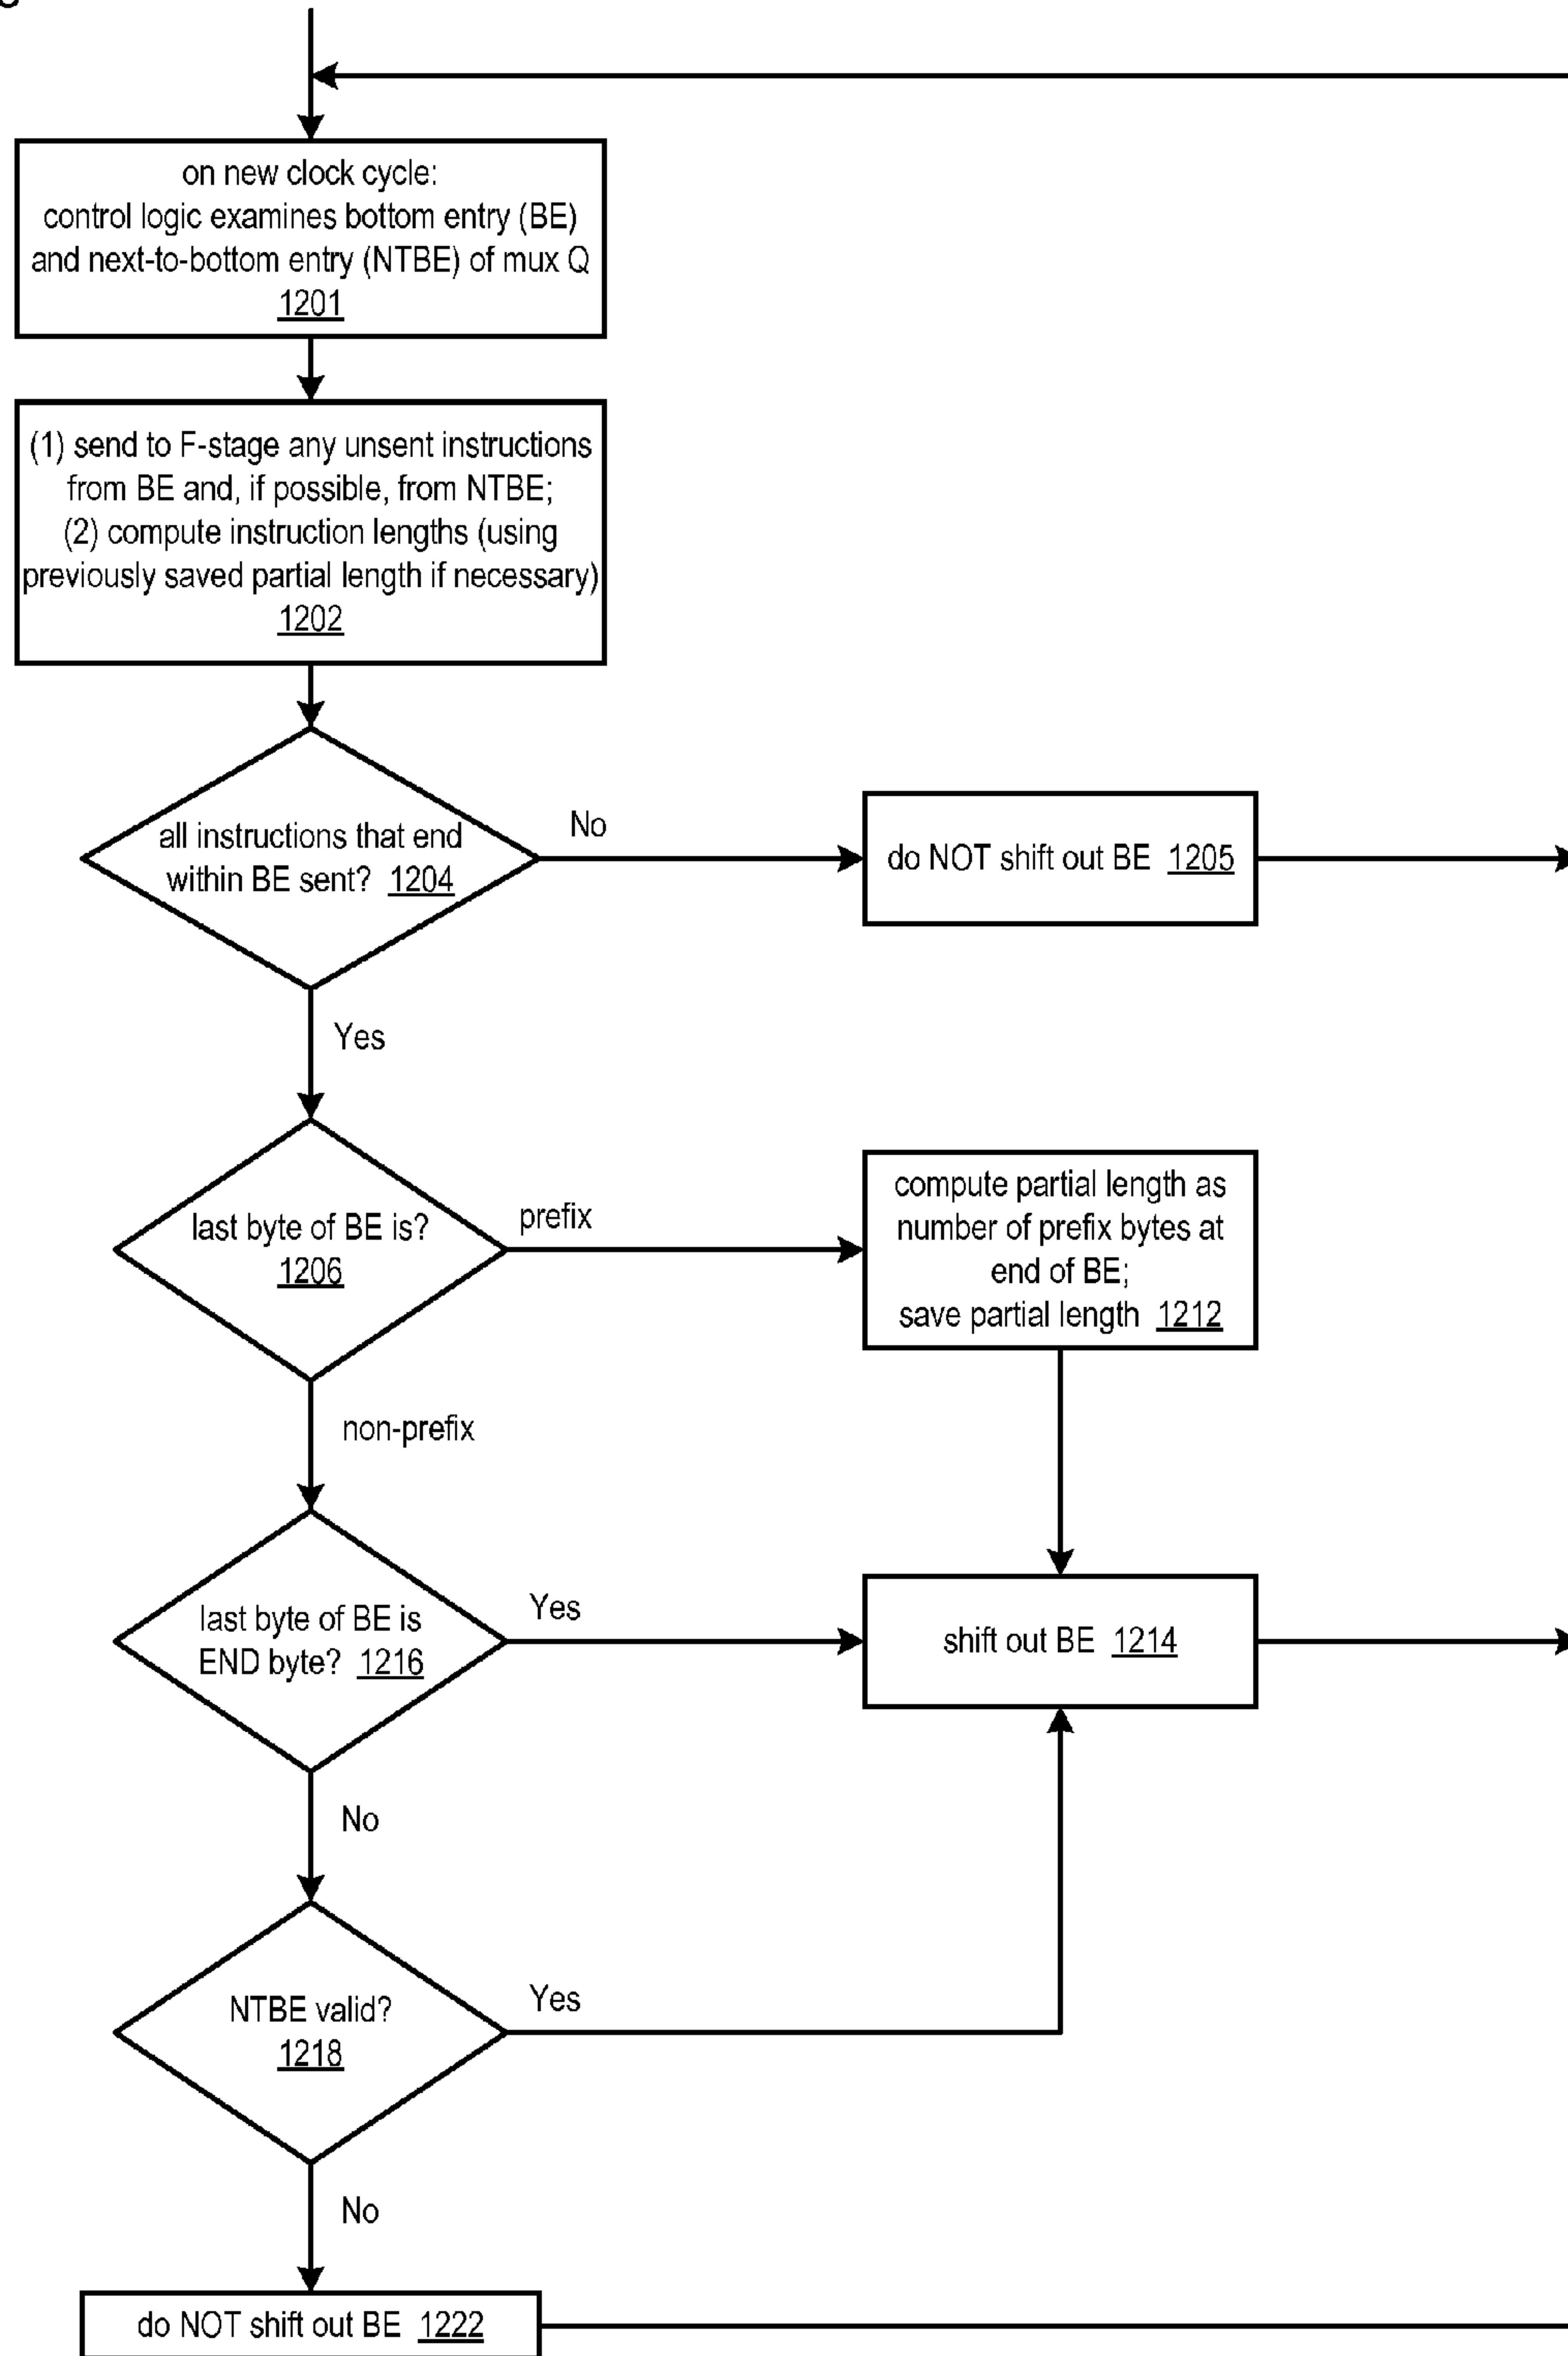 on new clock cycle:
control logic examines bottom entry (BE)
and next-to-bottom entry (NTBE) of mux Q
1201
(1) send to F-stage any unsent instructions
from BE and, if possible, from NTBE;
(2) compute instruction lengths (using
previously saved partial length if necessary)
1202
all instructions that end
within BE sent? 1204
No
do NOT shift out BE 1205
Yes
last byte of BE is?
1206
prefix
compute partial length as
number of prefix bytes at
end of BE;
save partial length 1212
non-prefix
last byte of BE is
END byte? 1216
Yes
shift out BE 1214
No
NTBE valid?
1218
Yes
No
do NOT shift out BE 1222